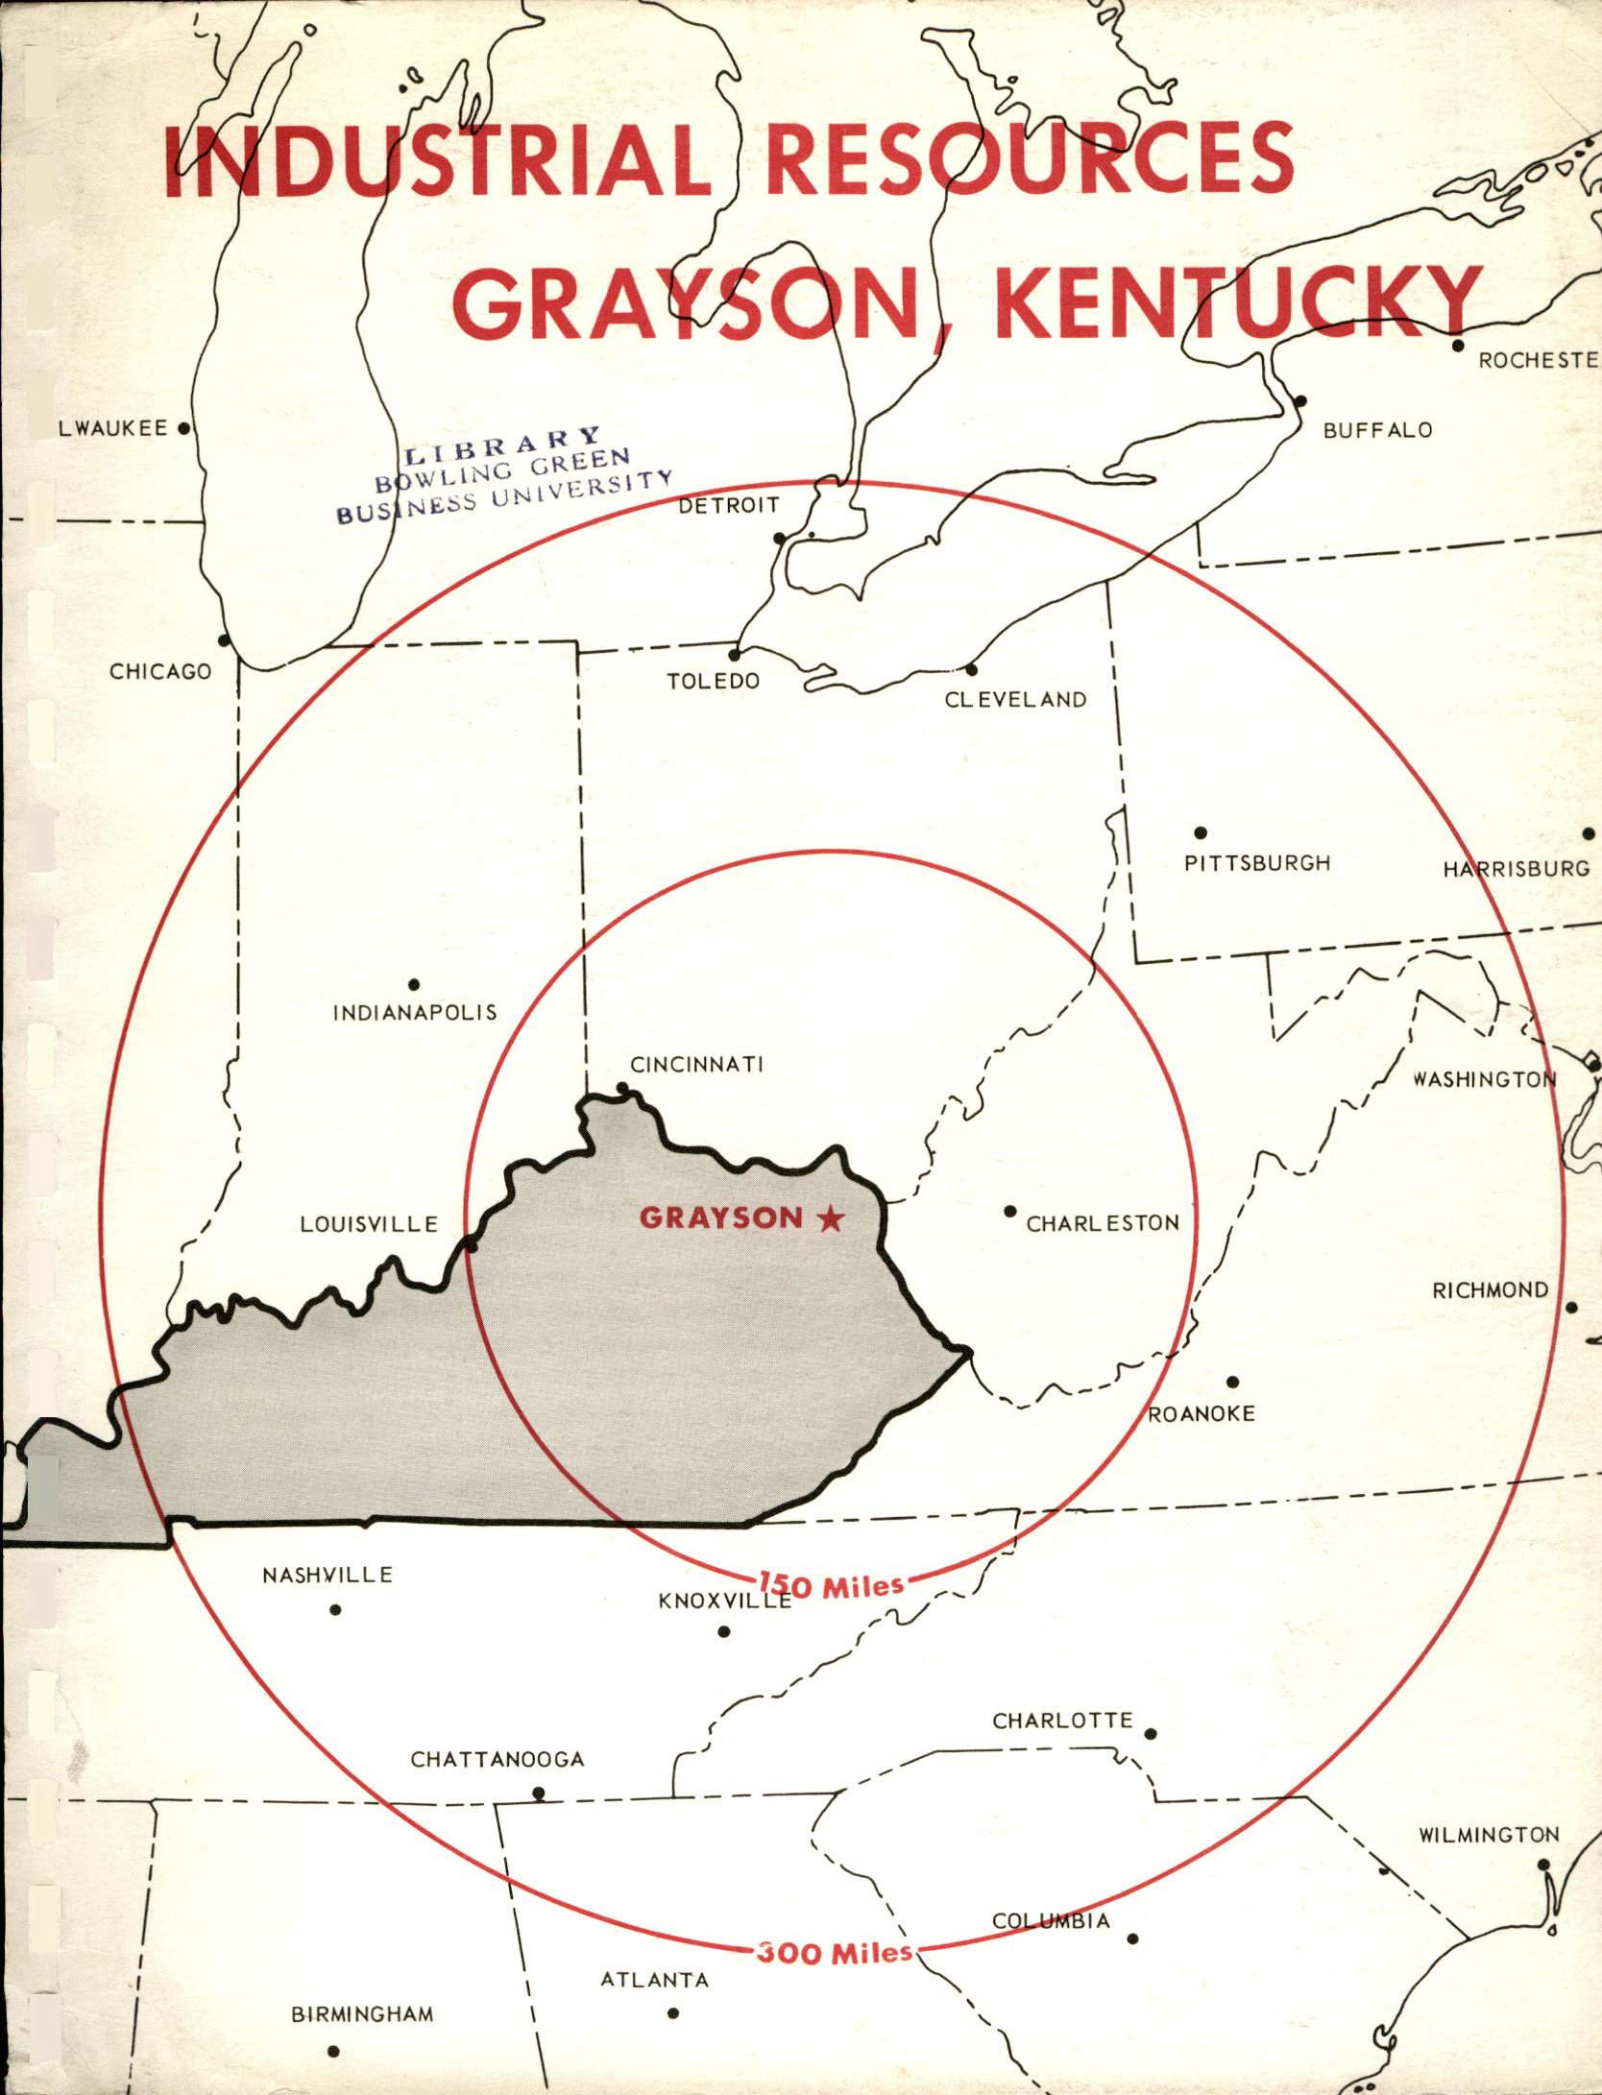 INDUSTRIAL RESOURCES
GRAYSON, KENTUCKY
ROCHESTE
LWAUKEE
BUFFALO
LIBRARY
BOWLING GREEN
BUSINESS UNIVERSITY
DETROIT
CHICAGO
TOLEDO
CLEVELAND
PITTSBURGH
HARRISBURG
INDIANAPOLIS
CINCINNATI
WASHINGTON
LOUISVILLE
GRAYSON
CHARLESTON
RICHMOND
ROANOKE
NASHVILLE
150 Miles
KNOXVILLE
CHARLOTTE
CHATTANOOGA
WILMINGTON
COLUMBIA
300 Miles
ATLANTA
BIRMINGHAM